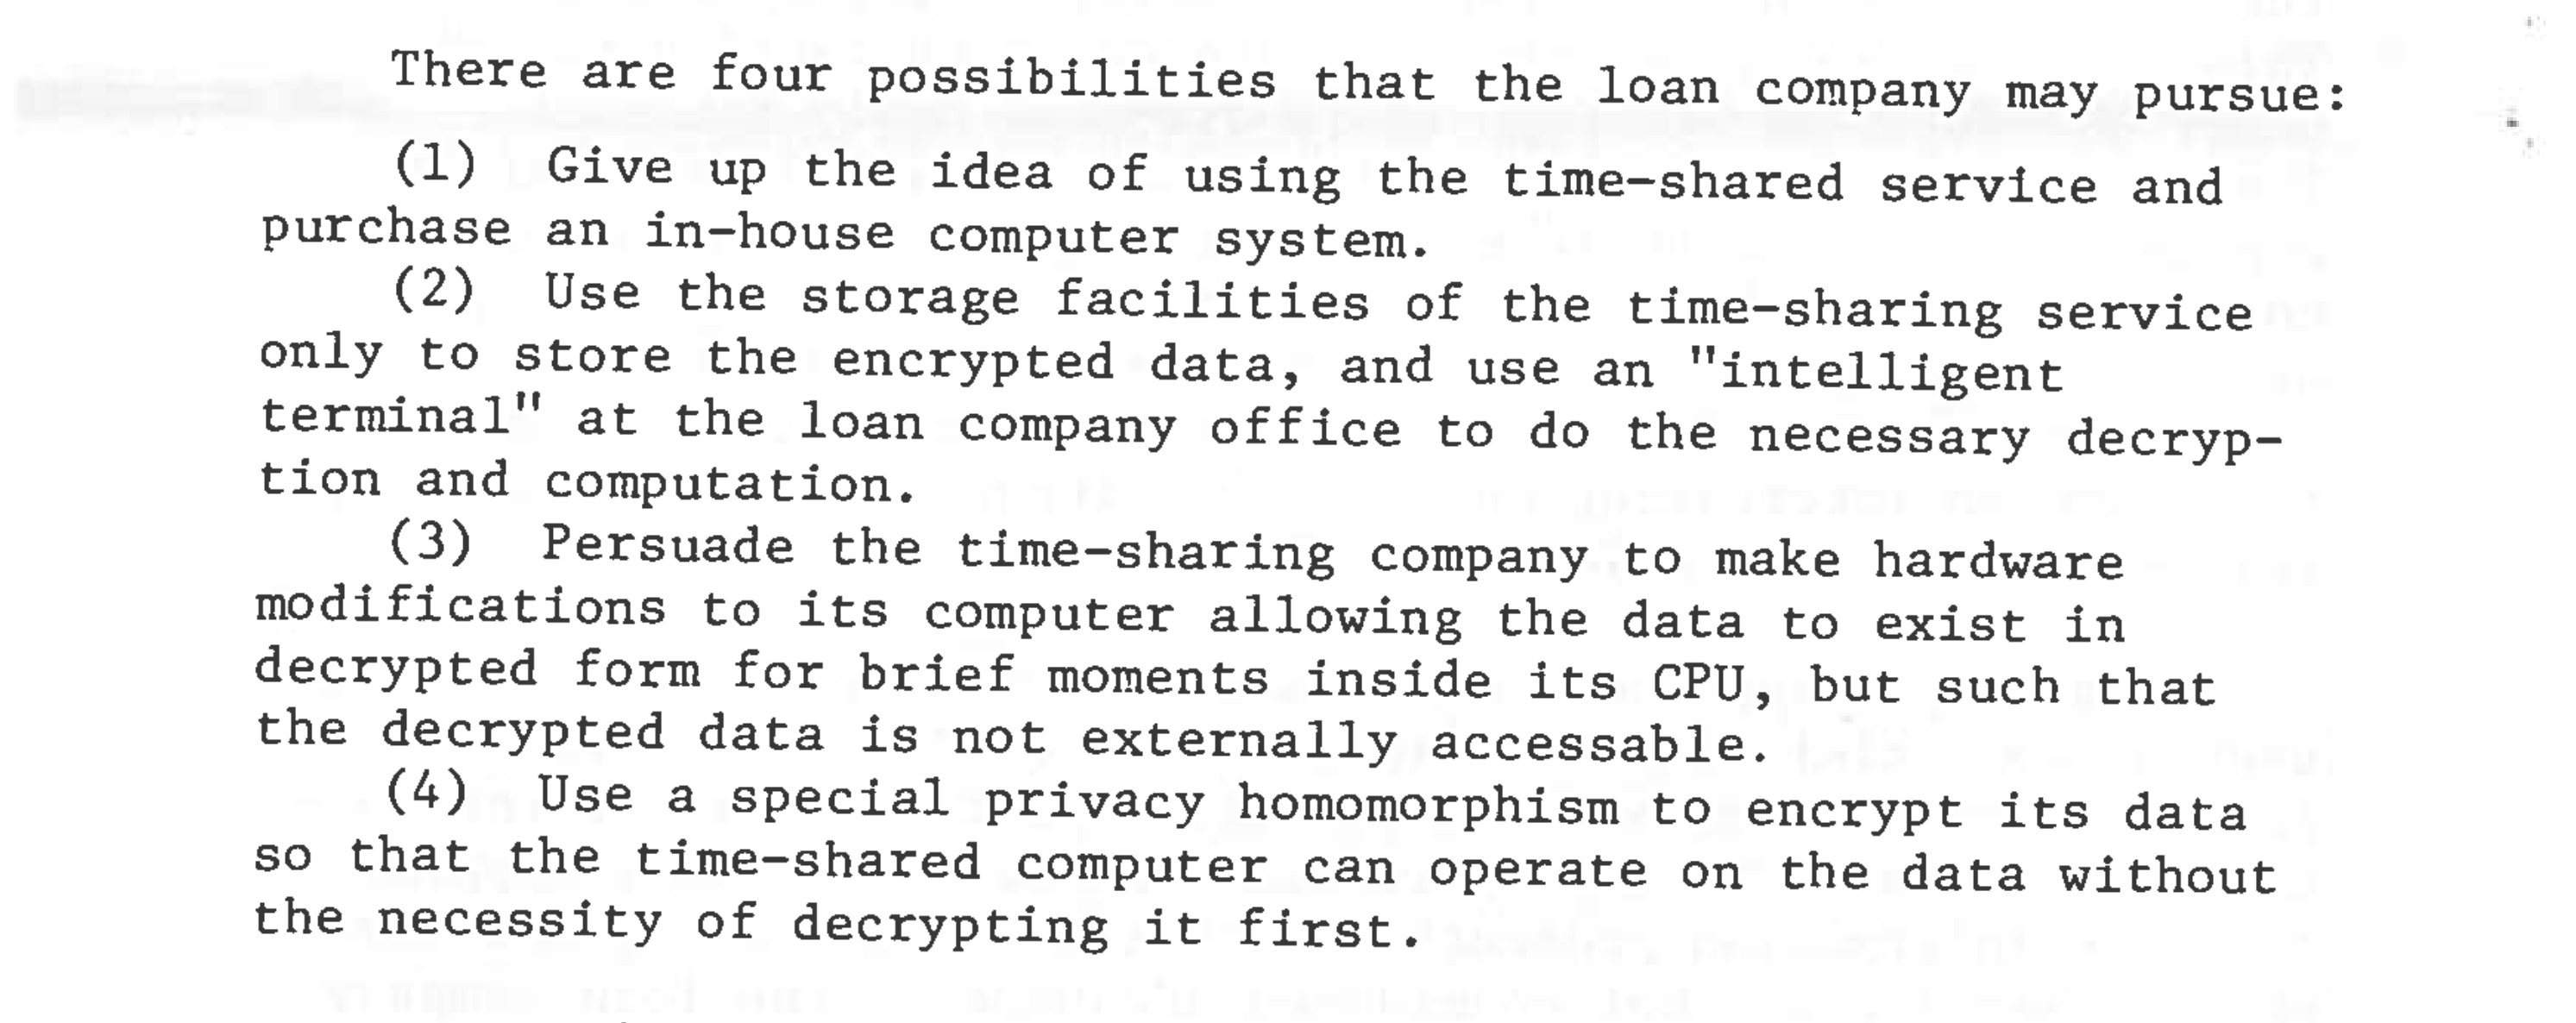 There are four possibilities that the loan company may pursue:
(1) Give up the idea of using the time-shared service and
purchase an in-house computer system.
(2) Use the storage facilities of the time-sharing service
only to store the encrypted data, and use an "intelligent
terminal" at the loan company office to do the necessary decryp-
tion and computation.
(3) Persuade the time-sharing company to make hardware
modifications to its computer allowing the data to exist in
decrypted form for brief moments inside its CPU, but such that
the decrypted data is not externally accessable.
(4) Use a special privacy homomorphism to encrypt its data
so that the time-shared computer can operate on the data without
the necessity of decrypting it first.